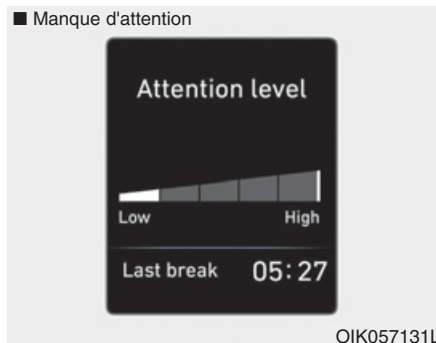 ■ Manque d'attention
Attention level
Low High
Last break 05:27
OIK057131L